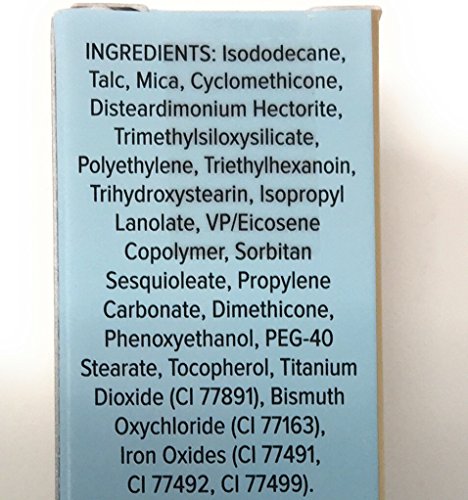 INGREDIENTS: Isododecane,
Talc, Mica, Cyclomethicone,
Disteardimonium Hectorite,
Trimethylsiloxysilicate,
Polyethylene, Triethylhexanoin,
Trihydroxystearin, Isopropyl
Lanolate, VP/Eicosene
Copolymer, Sorbitan
Sesquioleate, Propylene
Carbonate, Dimethicone,
Phenoxyethanol, PEG-40
Stearate, Tocopherol, Titanium
Dioxide (CI 77891), Bismuth
Oxychloride (CI 77163),
Iron Oxides (CI 77491,
CI 77492, CI 77499).